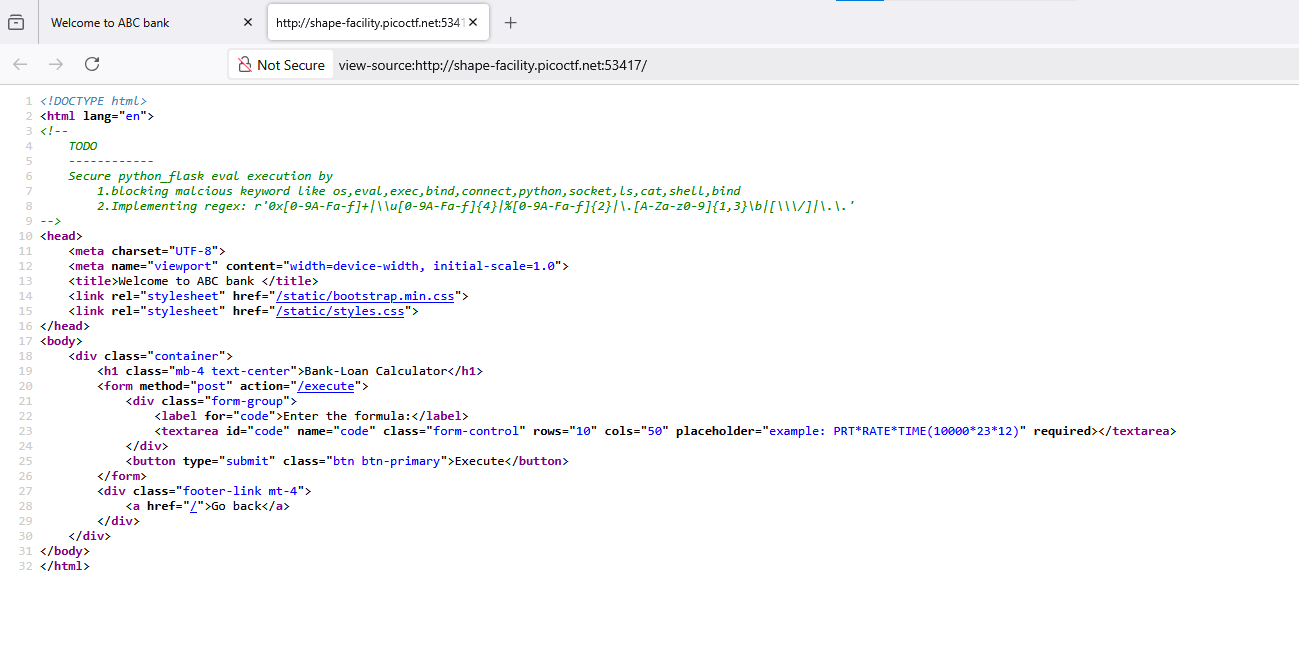 Welcome to ABC bank
http://shape-facility.picoctf.net:5341
Not Secure view-source:http://shape-facility.picoctf.net:53417/
1 <!DOCTYPE html>
2 <html lang="en">
3 <!--
4 TODO
5 ------------
6 Secure python_flask eval execution by
7 1.blocking malcious keyword like os,eval,exec,bind,connect,python,socket,ls,cat,shell,bind
8 2.Implementing regex: r'0x[0-9A-Fa-f]+|\\u[0-9A-Fa-f]{4}|%[0-9A-Fa-f]{2}|\.[A-Za-z0-9]{1,3}\b|[\\\/]|\.\.'
9 -->
10 <head>
11 <meta charset="UTF-8">
12 <meta name="viewport" content="width=device-width, initial-scale=1.0">
13 <title>Welcome to ABC bank </title>
14 <link rel="stylesheet" href="/static/bootstrap.min.css">
15 <link rel="stylesheet" href="/static/styles.css">
16 </head>
17 <body>
18 <div class="container">
19 <h1 class="mb-4 text-center">Bank-Loan Calculator</h1>
20 <form method="post" action="/execute">
21 <div class="form-group">
22 <label for="code">Enter the formula:</label>
23 <textarea id="code" name="code" class="form-control" rows="10" cols="50" placeholder="example: PRT*RATE*TIME(10000*23*12)" required></textarea>
24 </div>
25 <button type="submit" class="btn btn-primary">Execute</button>
26 </form>
27 <div class="footer-link mt-4">
28 <a href="/">Go back</a>
29 </div>
30 </div>
31 </body>
32 </html>